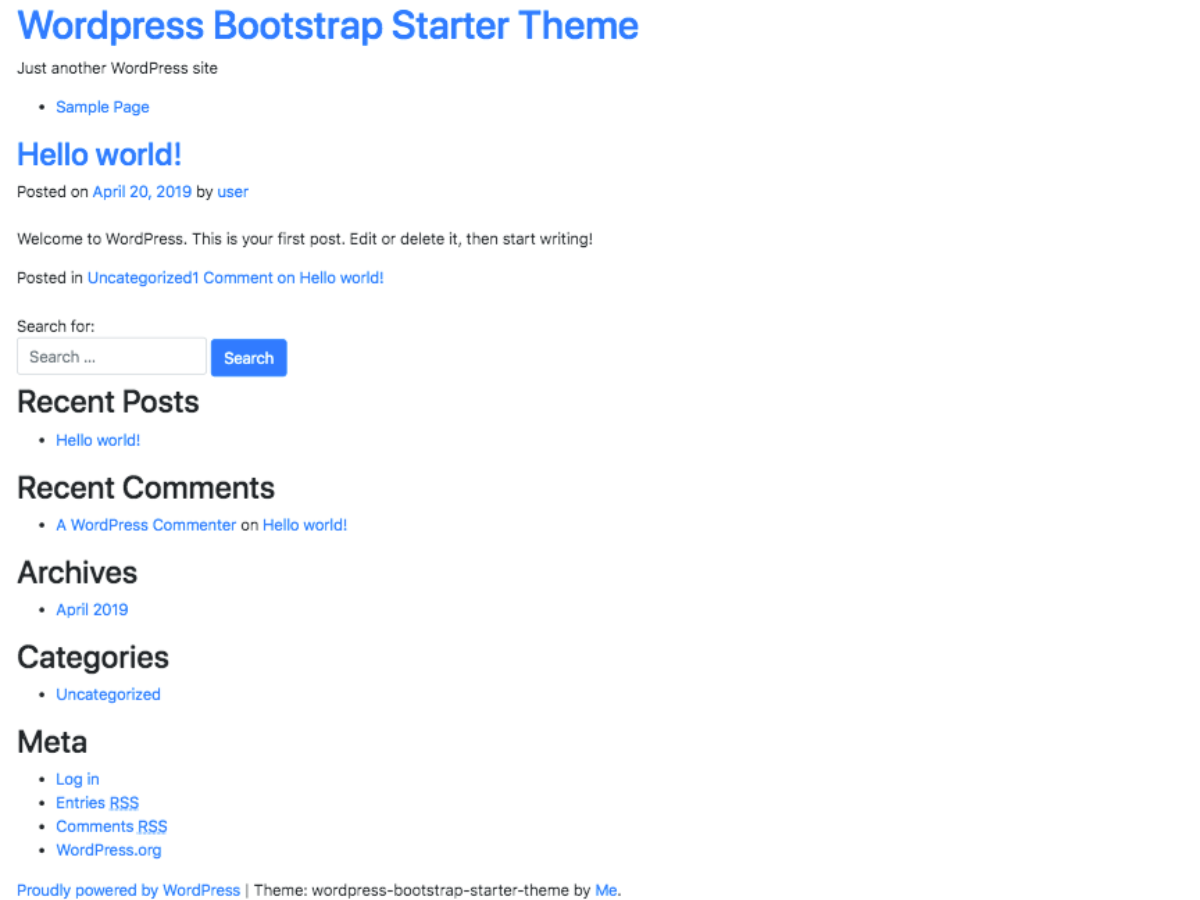 Wordpress Bootstrap Starter Theme
Just another WordPress site
• Sample Page
Hello world!
Posted on April 20, 2019 by user
Welcome to WordPress. This is your first post. Edit or delete it, then start writing!
Posted in Uncategorized1 Comment on Hello world!
Search for:
Search ... Search
Recent Posts
• Hello world!
Recent Comments
• A WordPress Commenter on Hello world!
Archives
• April 2019
Categories
• Uncategorized
Meta
• Log in
• Entries RSS
• Comments RSS
• WordPress.org
Proudly powered by WordPress | Theme: wordpress-bootstrap-starter-theme by Me.